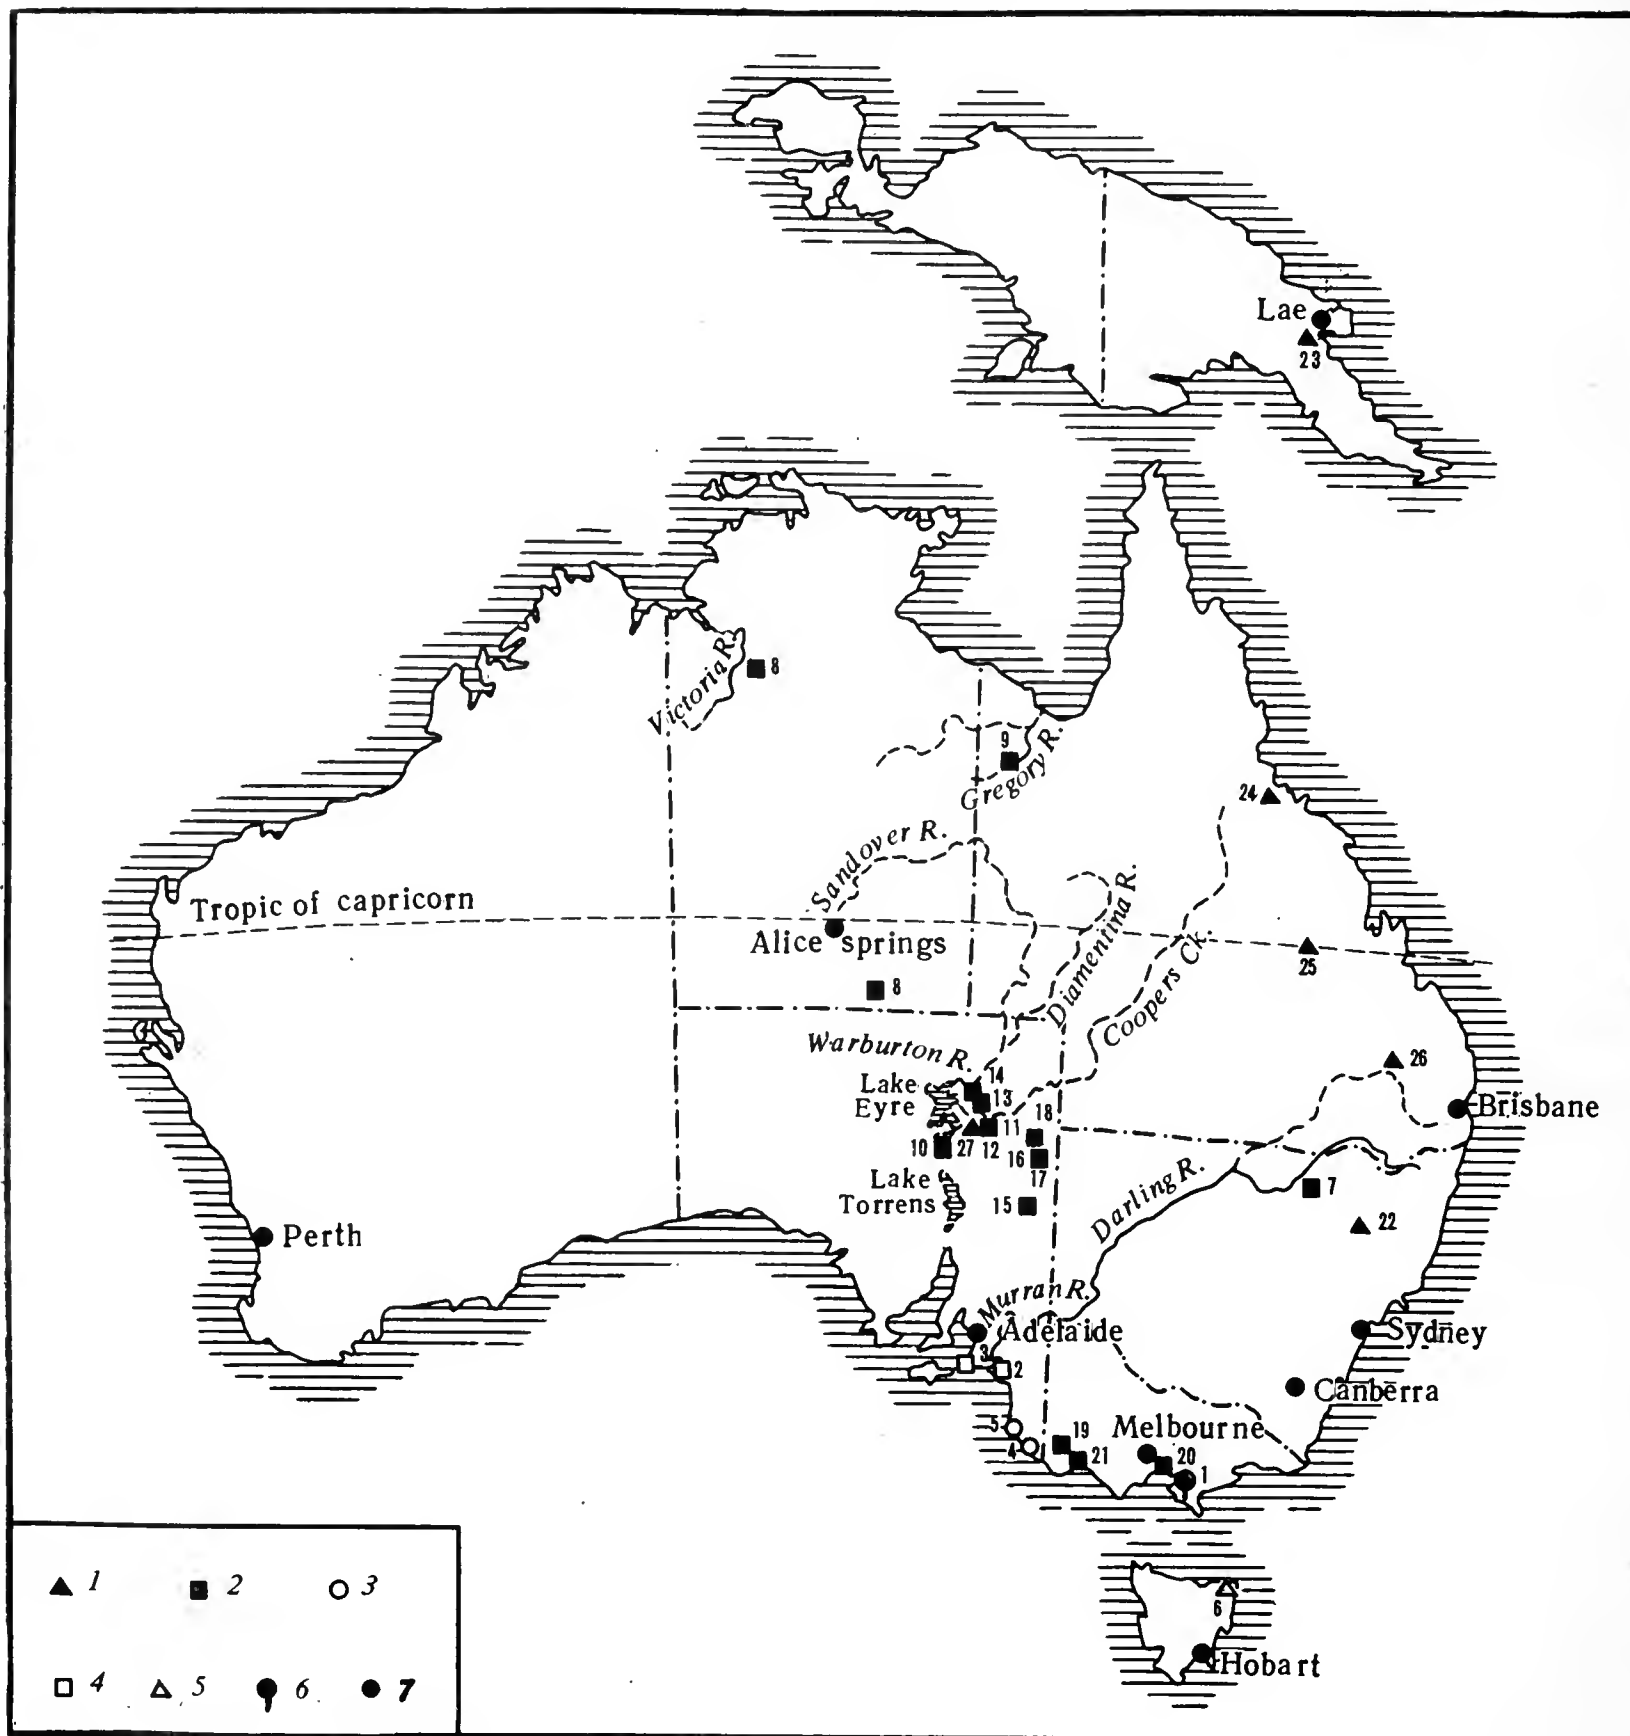 Lae
23
Victoria R.
8
9
Gregory R.
24
Sandover R.
Tropic of capricorn
Diamentina R.
Alice springs
Coopers Ck.
25
8
Warburton R.
26
Lake
Eyre
14
13
18
Brisbane
11
10
27
12
16
17
Lake
Torrens
15
Darling R.
7
22
Perth
Murran R.
Adelaide
Sydney
3
2
Canberra
5
4
19
21
Melbourne
20
1
6
Hobart
1
2
3
4
5
6
7